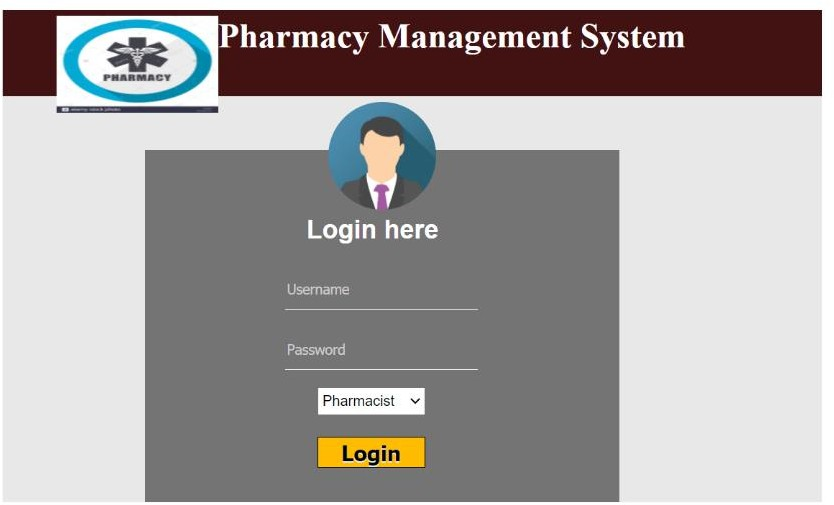 Pharmacy Management System
PHARMACY
Login here
Username
Password
Pharmacist
Login